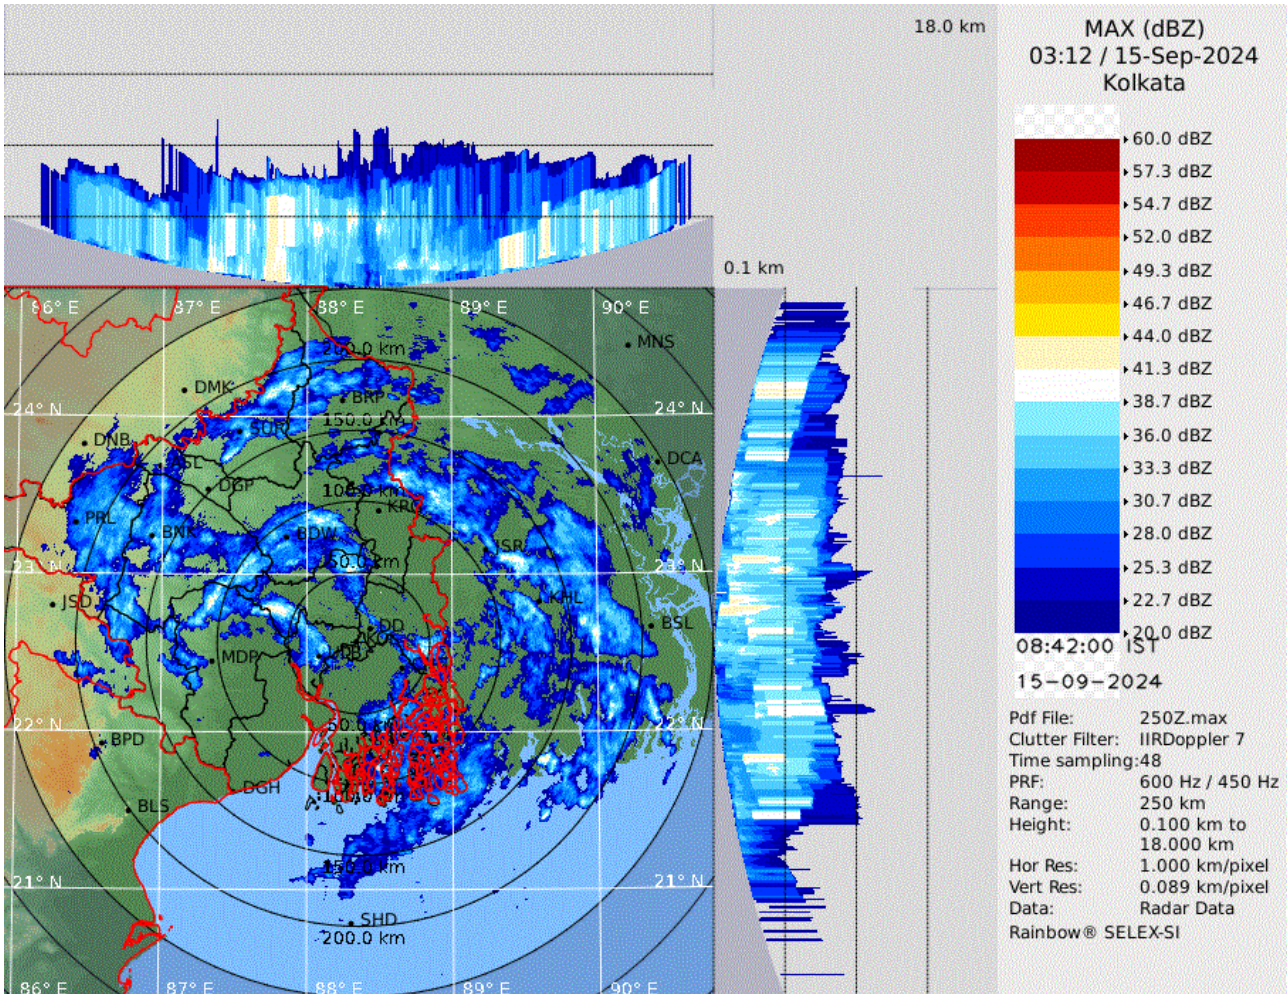 18.0 km
0.1 km
MAX (dBZ)
03:12 / 15-Sep-2024
Kolkata
60.0 dBZ
57.3 dBZ
54.7 dBZ
52.0 dBZ
49.3 dBZ
46.7 dBZ
44.0 dBZ
41.3 dBZ
38.7 dBZ
36.0 dBZ
33.3 dBZ
30.7 dBZ
28.0 dBZ
25.3 dBZ
22.7 dBZ
20.0 dBZ
08:42:00 IST
15-09-2024
Pdf File: 250Z.max
Clutter Filter: IIRDoppler 7
Time sampling:48
PRF: 600 Hz / 450 Hz
Range: 250 km
Height: 0.100 km to
18.000 km
Hor Res: 1.000 km/pixel
Vert Res: 0.089 km/pixel
Data: Radar Data
Rainbow® SELEX-SI
86° E 87° E 88° E 89° E 90° E
MNS
200.0 km
DMK
BRP
24° N 24° N
150.0 km
SURI
DNB
ASL
DCA
DGP
100.0 km
KRG
PRL
BNK
BDW
JSR
50.0 km
23° N 23° N
JSD
KHL
DD
BSL
MDP
50.0 km
22° N 22° N
BPD
DGH
BLS
150.0 km
21° N 21° N
SHD
200.0 km
86° E 87° E 88° E 89° E 90° E